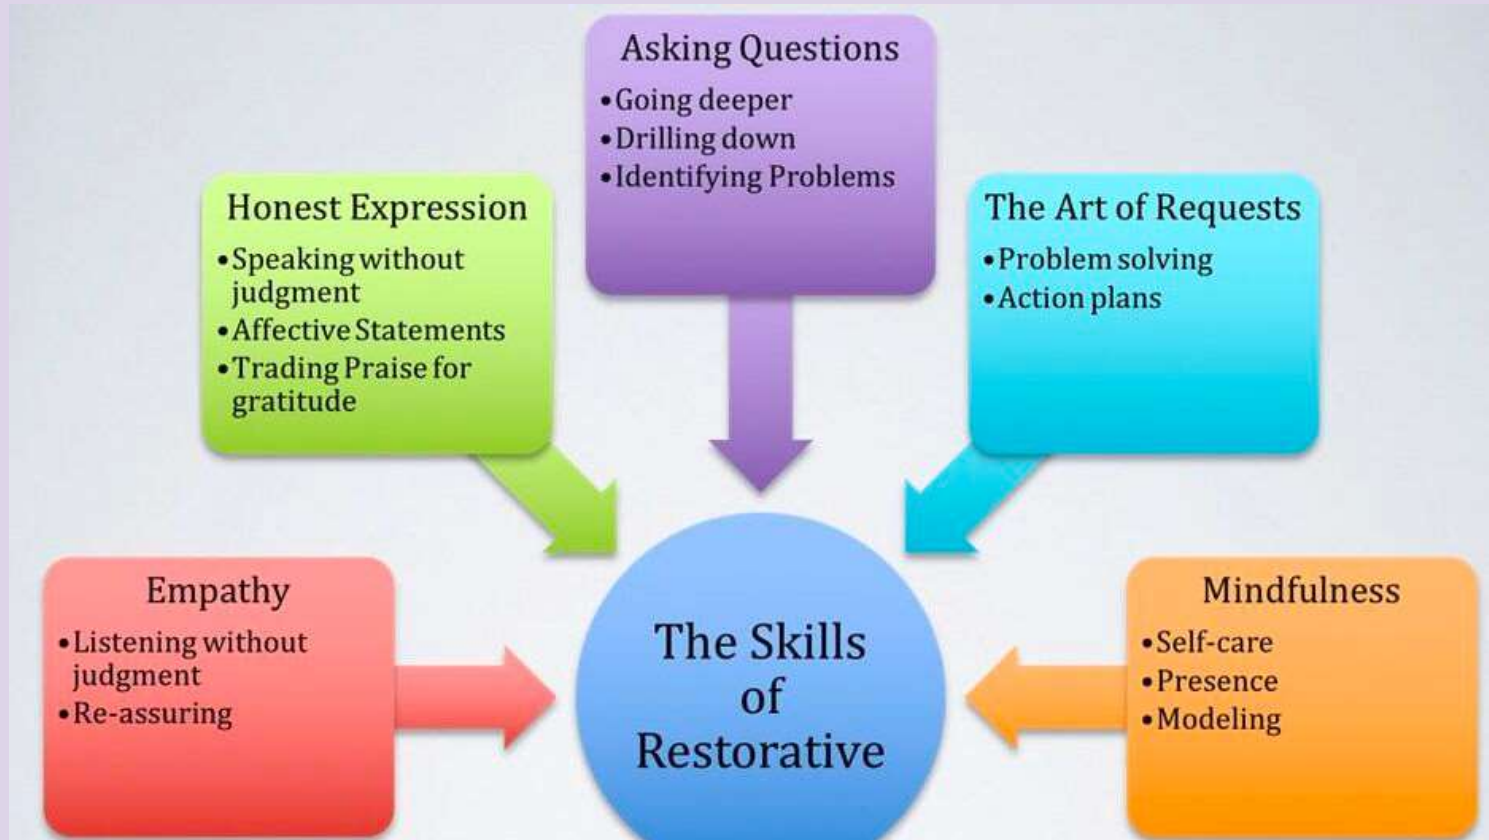 Asking Questions
•Going deeper
•Drilling down
•Identifying Problems
Honest Expression
•Speaking without
judgment
•Affective Statements
•Trading Praise for
gratitude
The Art of Requests
•Problem solving
•Action plans
Empathy
•Listening without
judgment
•Re-assuring
The Skills
of
Restorative
Mindfulness
•Self-care
•Presence
•Modeling